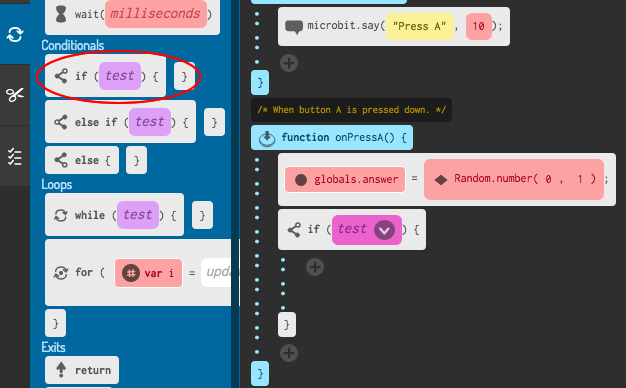 wait(milliseconds)
Conditionals
if (test) { }
else if (test) { }
else { }
Loops
while (test) { }
for ( var i =
}
Exits
return
microbit.say("Press A", 10);
}
/* When button A is pressed down. */
function onPressA() {
globals.answer = Random.number( 0 , 1 ) ;
if (test) {
}
}